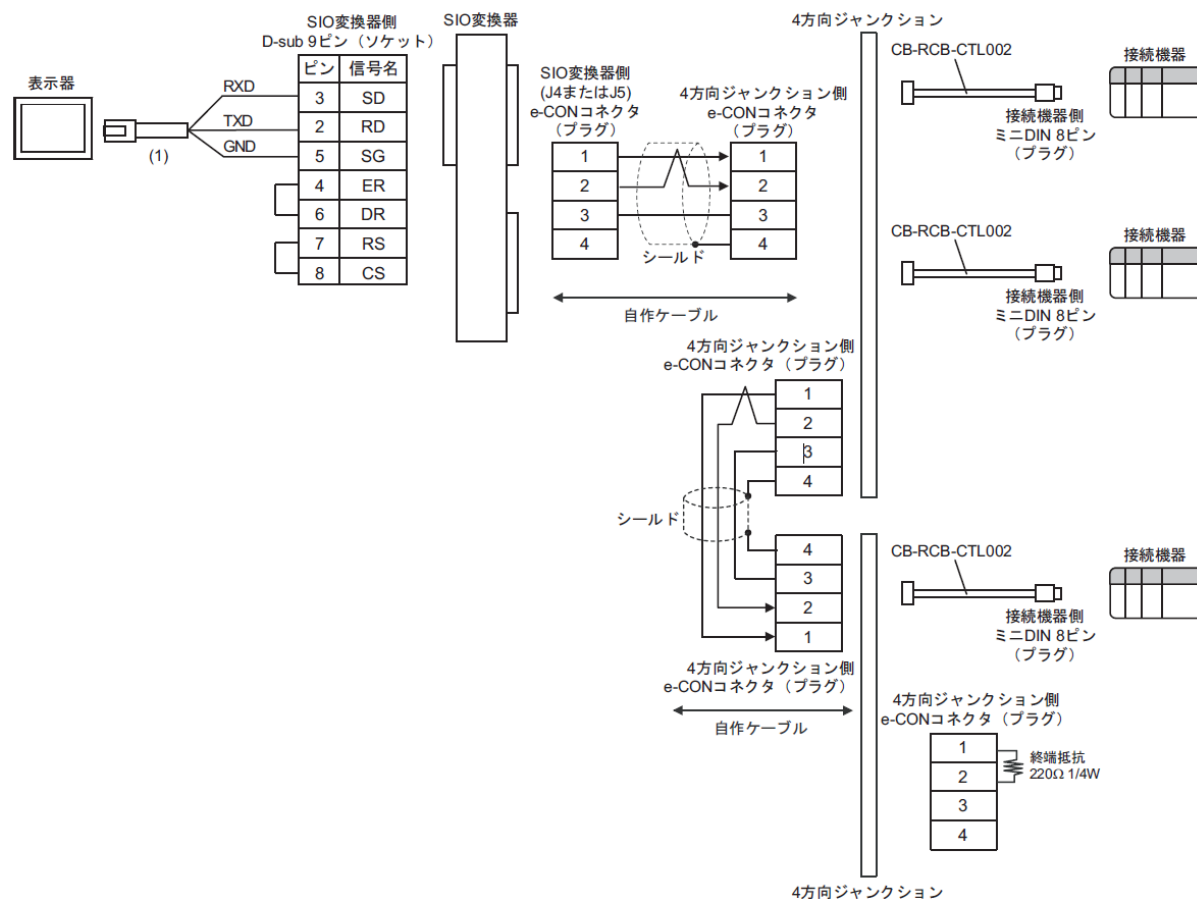 表示器
RXD
TXD
GND
(1)
SIO変換器側
D-sub 9ピン（ソケット）
ピン 信号名
3 SD
2 RD
5 SG
4 ER
6 DR
7 RS
8 CS
SIO変換器
SIO変換器側
(J4またはJ5)
e-CONコネクタ
（プラグ）
1
2
3
4
4方向ジャンクション側
e-CONコネクタ
（プラグ）
1
2
3
4
シールド
自作ケーブル
4方向ジャンクション
CB-RCB-CTL002
接続機器側
ミニDIN 8ピン
（プラグ）
接続機器
CB-RCB-CTL002
接続機器側
ミニDIN 8ピン
（プラグ）
接続機器
4方向ジャンクション側
e-CONコネクタ（プラグ）
1
2
3
4
シールド
4
3
2
1
4方向ジャンクション側
e-CONコネクタ（プラグ）
自作ケーブル
CB-RCB-CTL002
接続機器側
ミニDIN 8ピン
（プラグ）
接続機器
4方向ジャンクション側
e-CONコネクタ（プラグ）
1
2
3
4
終端抵抗
220Ω 1/4W
4方向ジャンクション